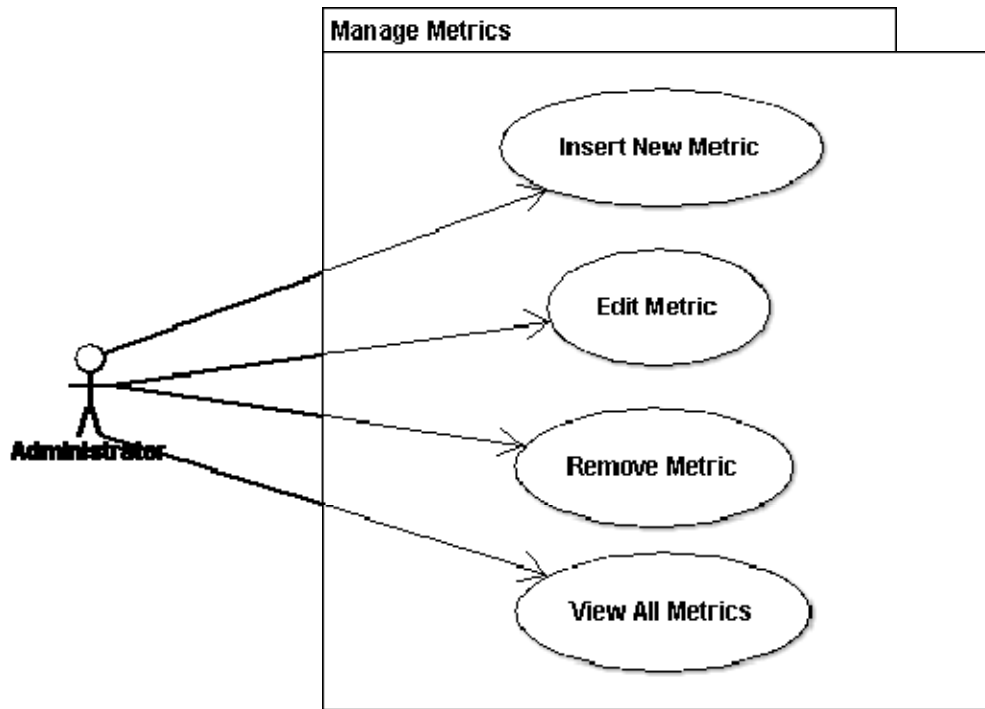 Manage Metrics
Insert New Metric
Edit Metric
Administrator
Remove Metric
View All Metrics